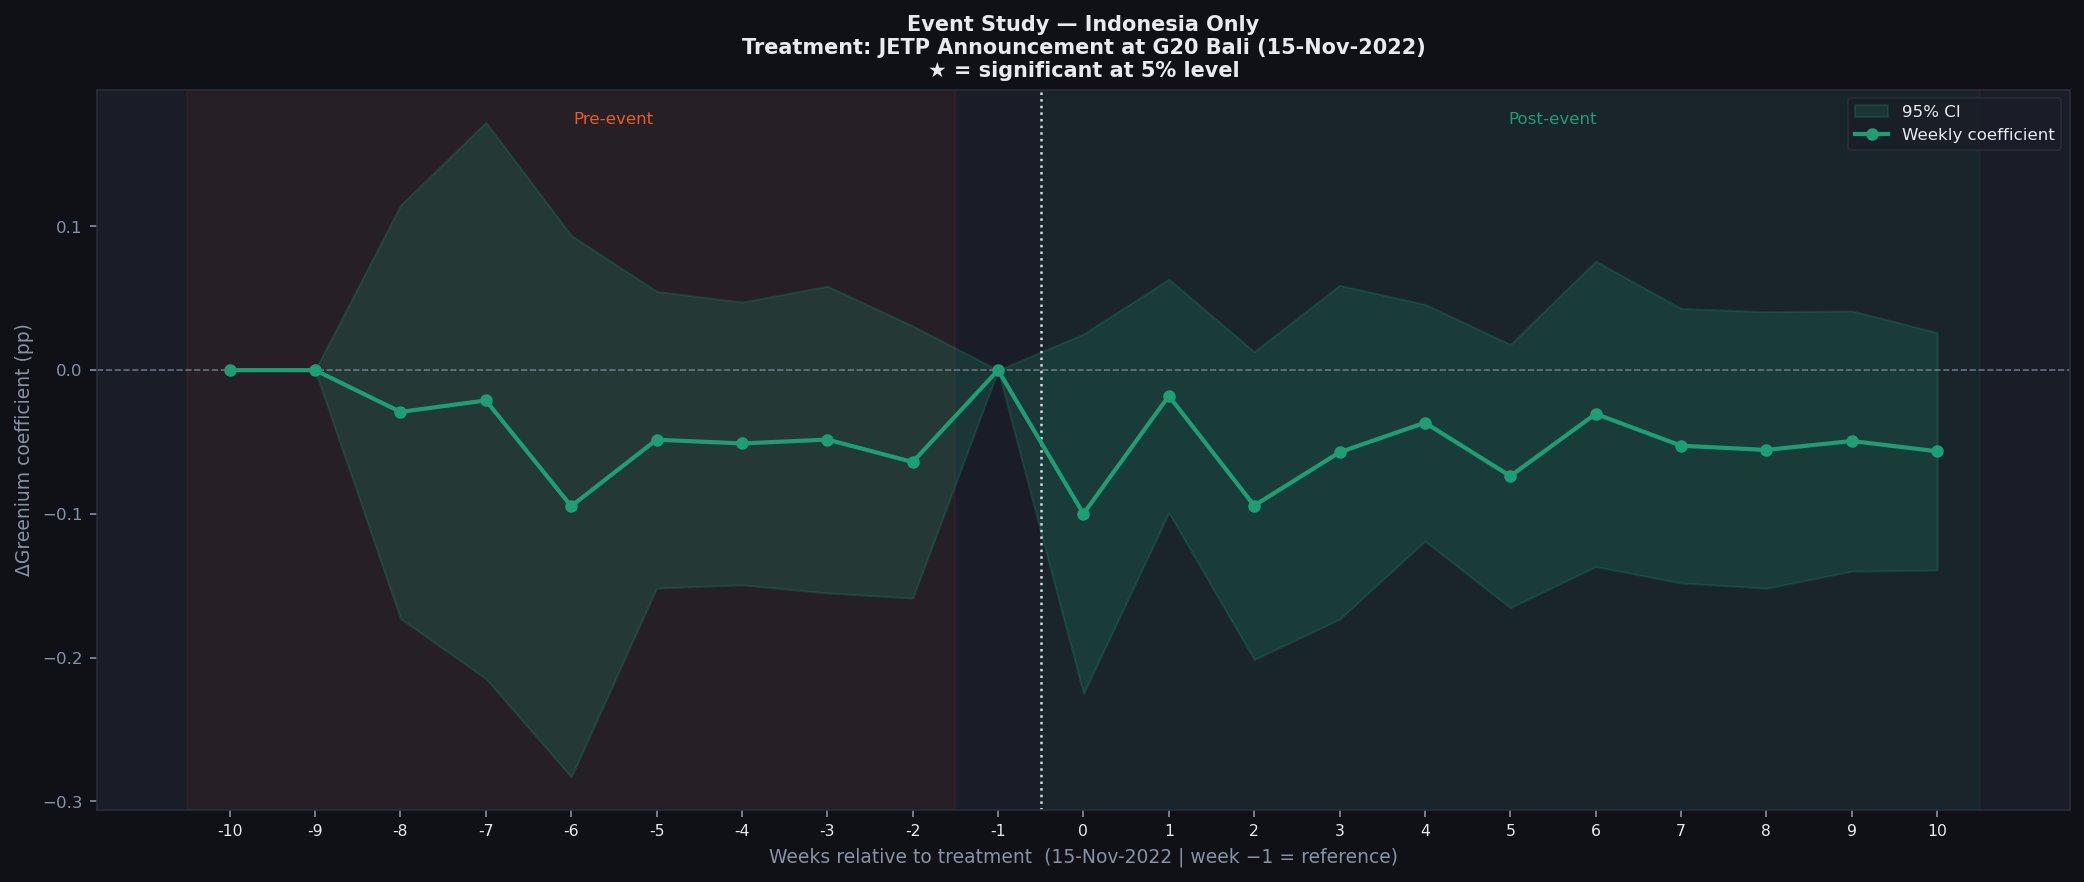 Event Study — Indonesia Only
Treatment: JETP Announcement at G20 Bali (15-Nov-2022)
★ = significant at 5% level
Pre-event
Post-event
95% CI
Weekly coefficient
ΔGreenium coefficient (pp)
0.1
0.0
−0.1
−0.2
−0.3
-10 -9 -8 -7 -6 -5 -4 -3 -2 -1 0 1 2 3 4 5 6 7 8 9 10
Weeks relative to treatment (15-Nov-2022 | week −1 = reference)